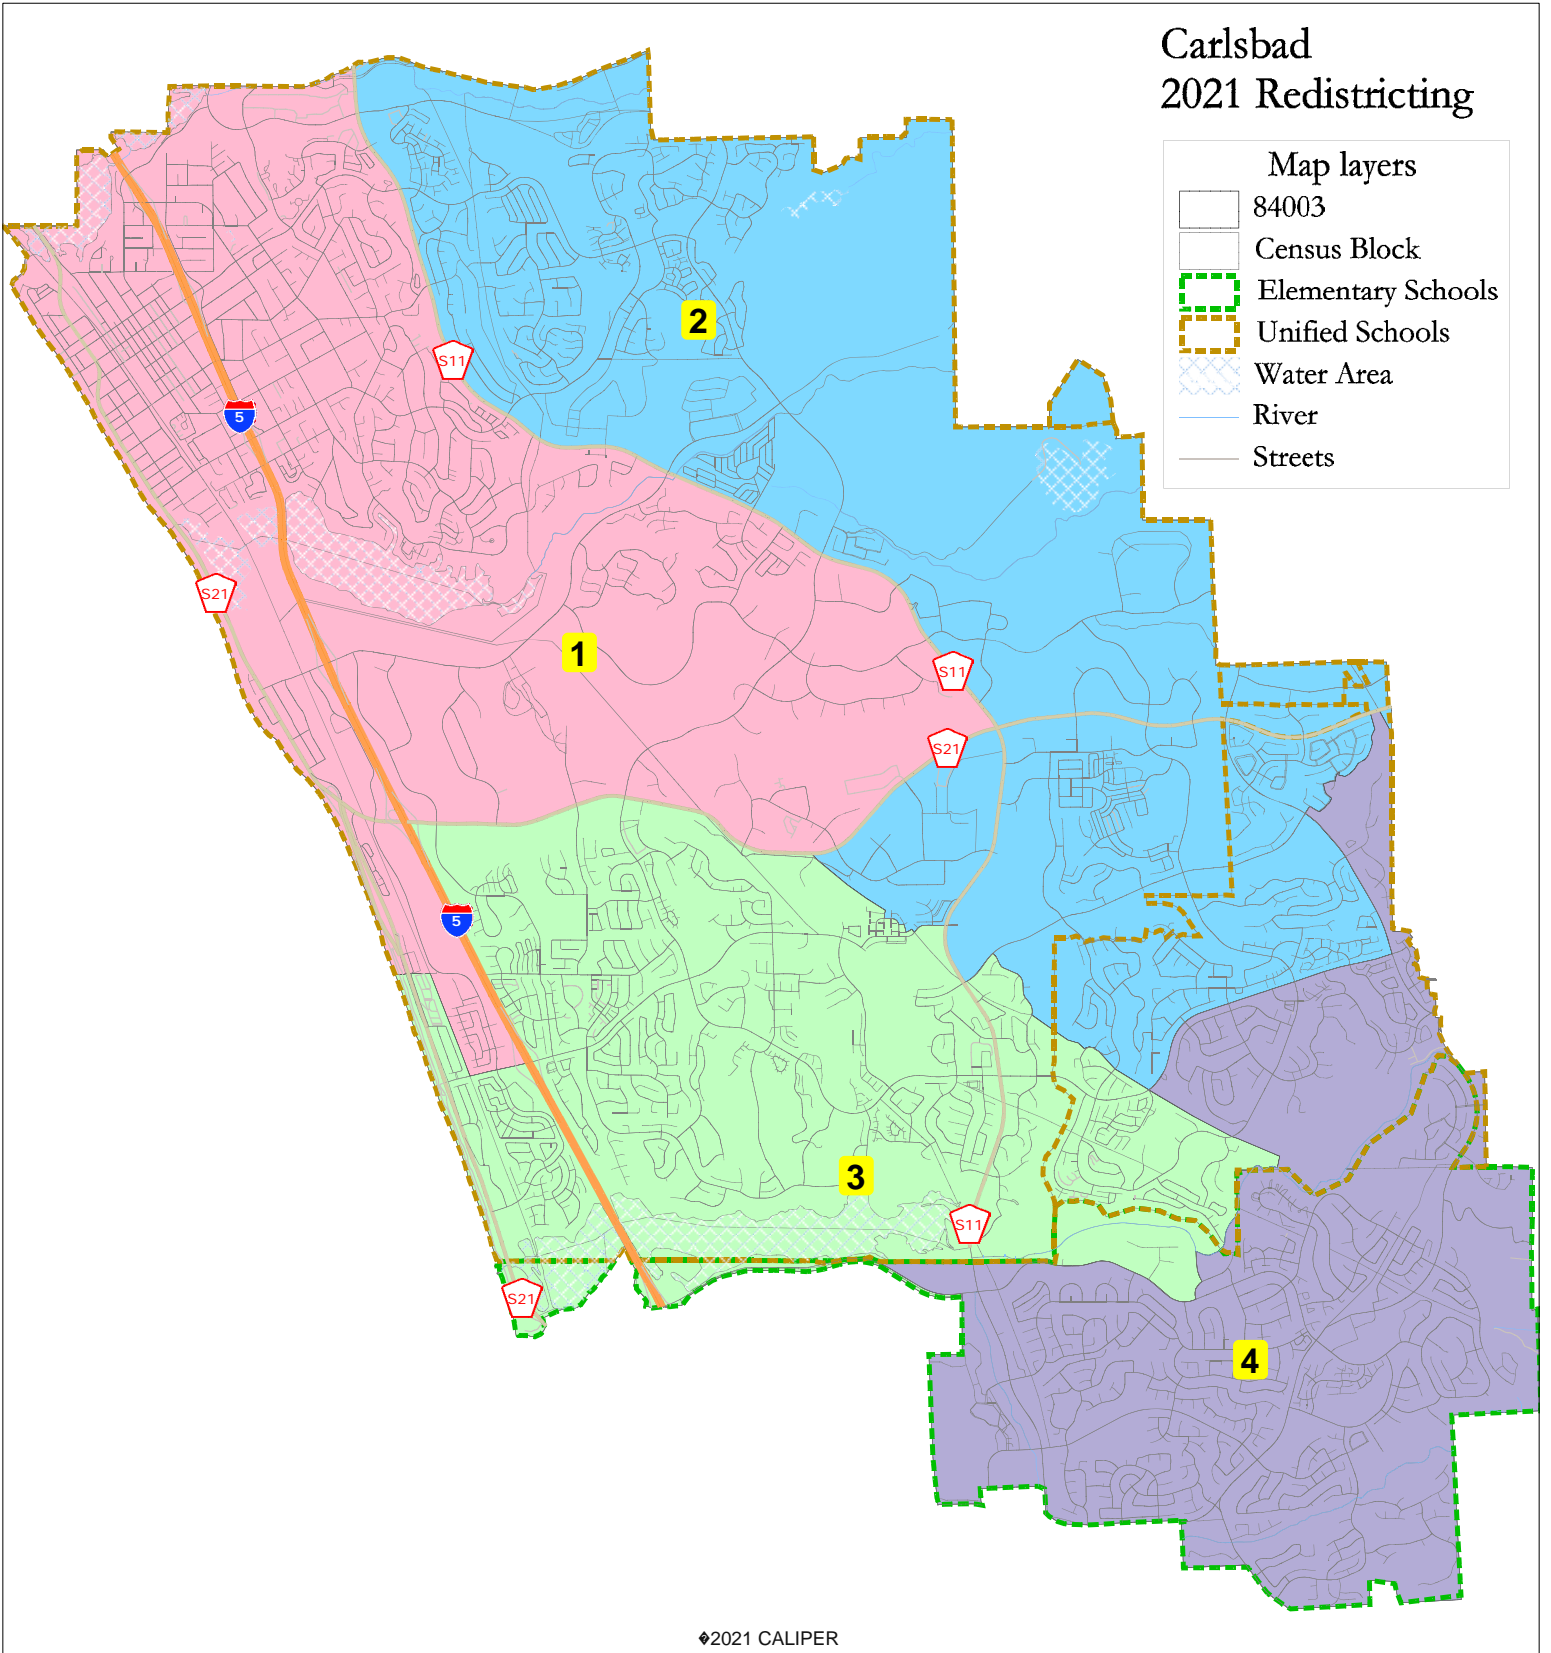 Carlsbad
2021 Redistricting
Map layers
84003
Census Block
Elementary Schools
Unified Schools
Water Area
River
Streets
2
S11
5
S21
1
S11
S21
5
3
S11
S21
4
�2021 CALIPER